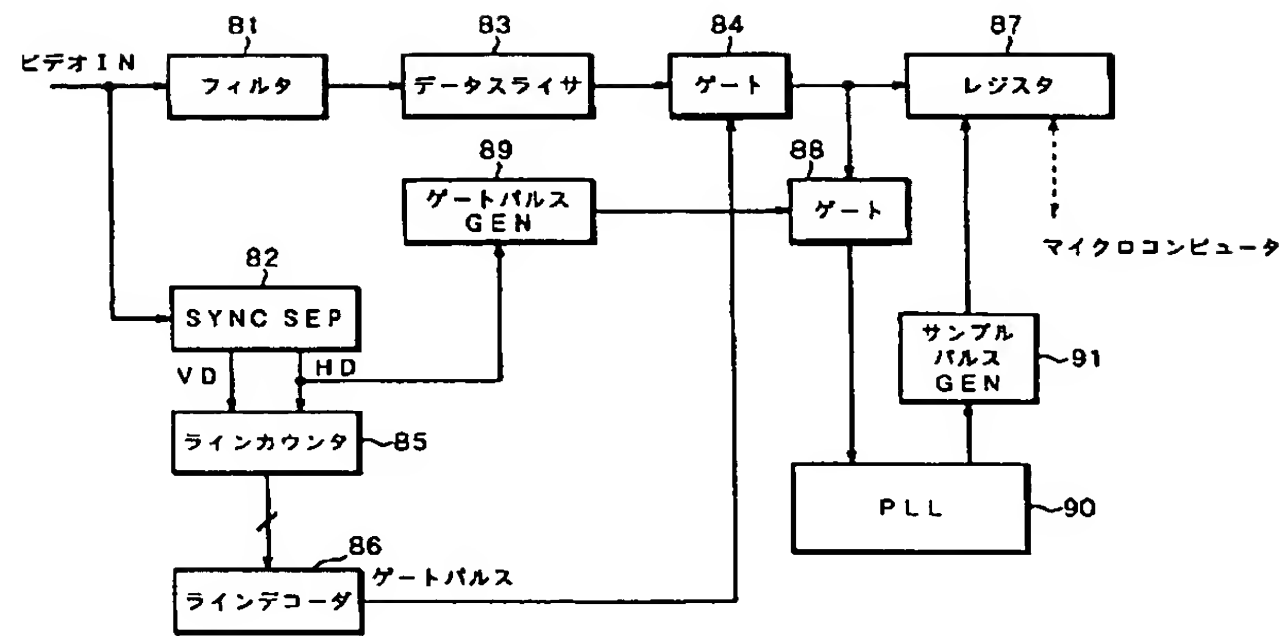 81
83
84
87
ビデオIN
フィルタ
データスライサ
ゲート
レジスタ
89
88
ゲートパルス
GEN
ゲート
マイクロコンピュータ
82
SYNC SEP
サンプル
パルス
GEN
91
VD
HD
ラインカウンタ
85
PLL
90
86
ゲートパルス
ラインデコーダ